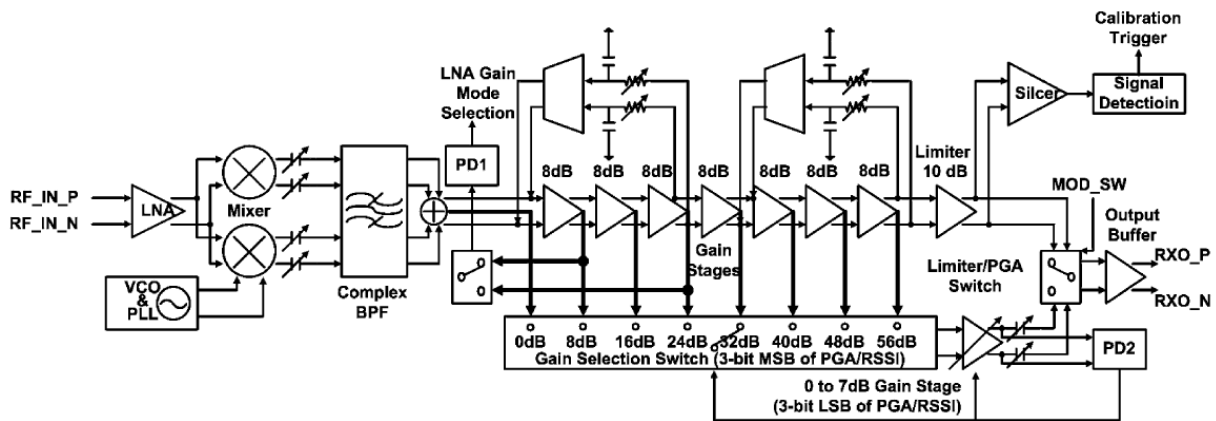 Calibration
Trigger
LNA Gain
Mode
Selection
Silcer
Signal
Detectioin
PD1
8dB 8dB 8dB 8dB 8dB 8dB 8dB
Limiter
10 dB
MOD_SW
RF_IN_P
RF_IN_N
LNA
Mixer
Output
Buffer
RXO_P
RXO_N
Gain
Stages
Limiter/PGA
Switch
VCO
&
PLL
Complex
BPF
0dB 8dB 16dB 24dB 32dB 40dB 48dB 56dB
Gain Selection Switch (3-bit MSB of PGA/RSSI)
PD2
0 to 7dB Gain Stage
(3-bit LSB of PGA/RSSI)